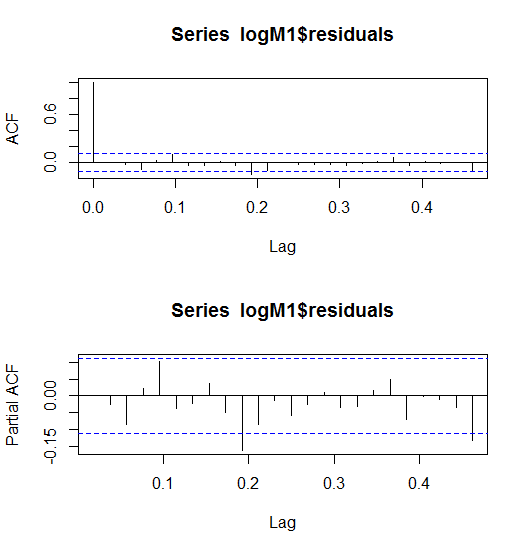 Series logM1$residuals
ACF
0.6
0.0
0.0 0.1 0.2 0.3 0.4
Lag
Series logM1$residuals
Partial ACF
0.00
-0.15
0.1 0.2 0.3 0.4
Lag